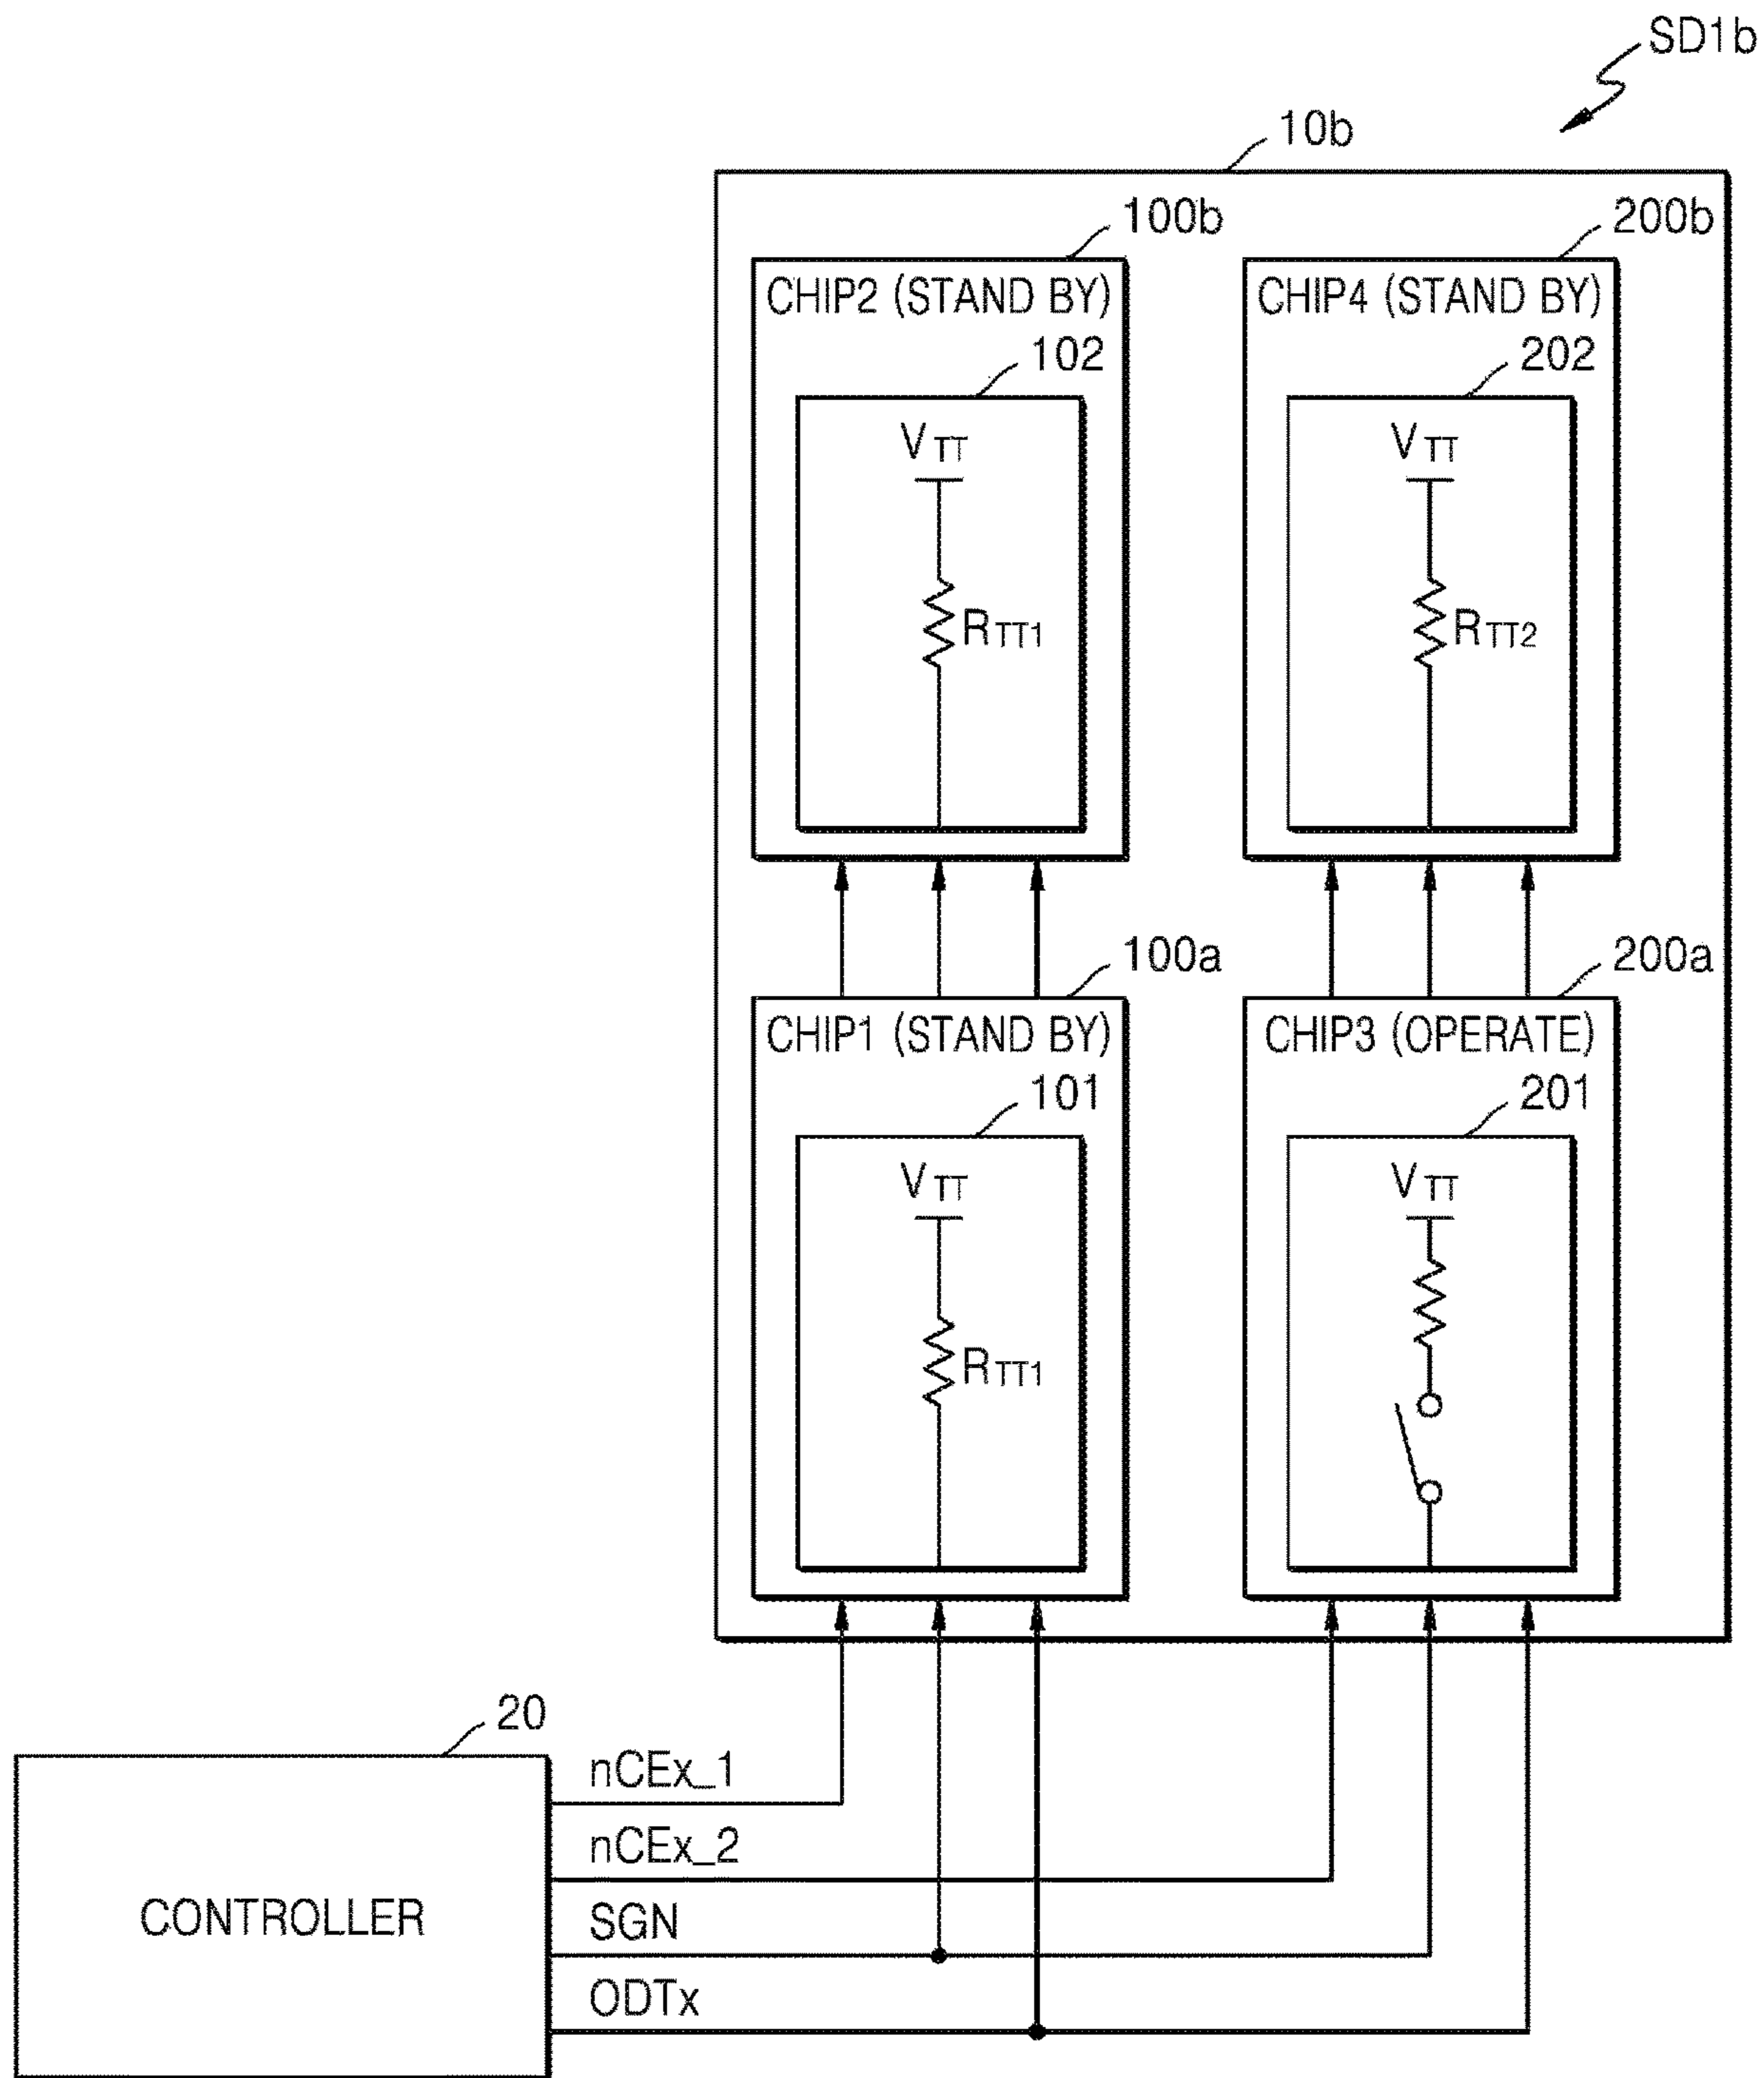 SD1b
10b
100b
200b
CHIP2 (STAND BY)
CHIP4 (STAND BY)
102
202
VTT
VTT
RTT1
RTT2
100a
200a
CHIP1 (STAND BY)
CHIP3 (OPERATE)
101
201
VTT
VTT
RTT1
20
nCEx_1
nCEx_2
CONTROLLER
SGN
ODTx